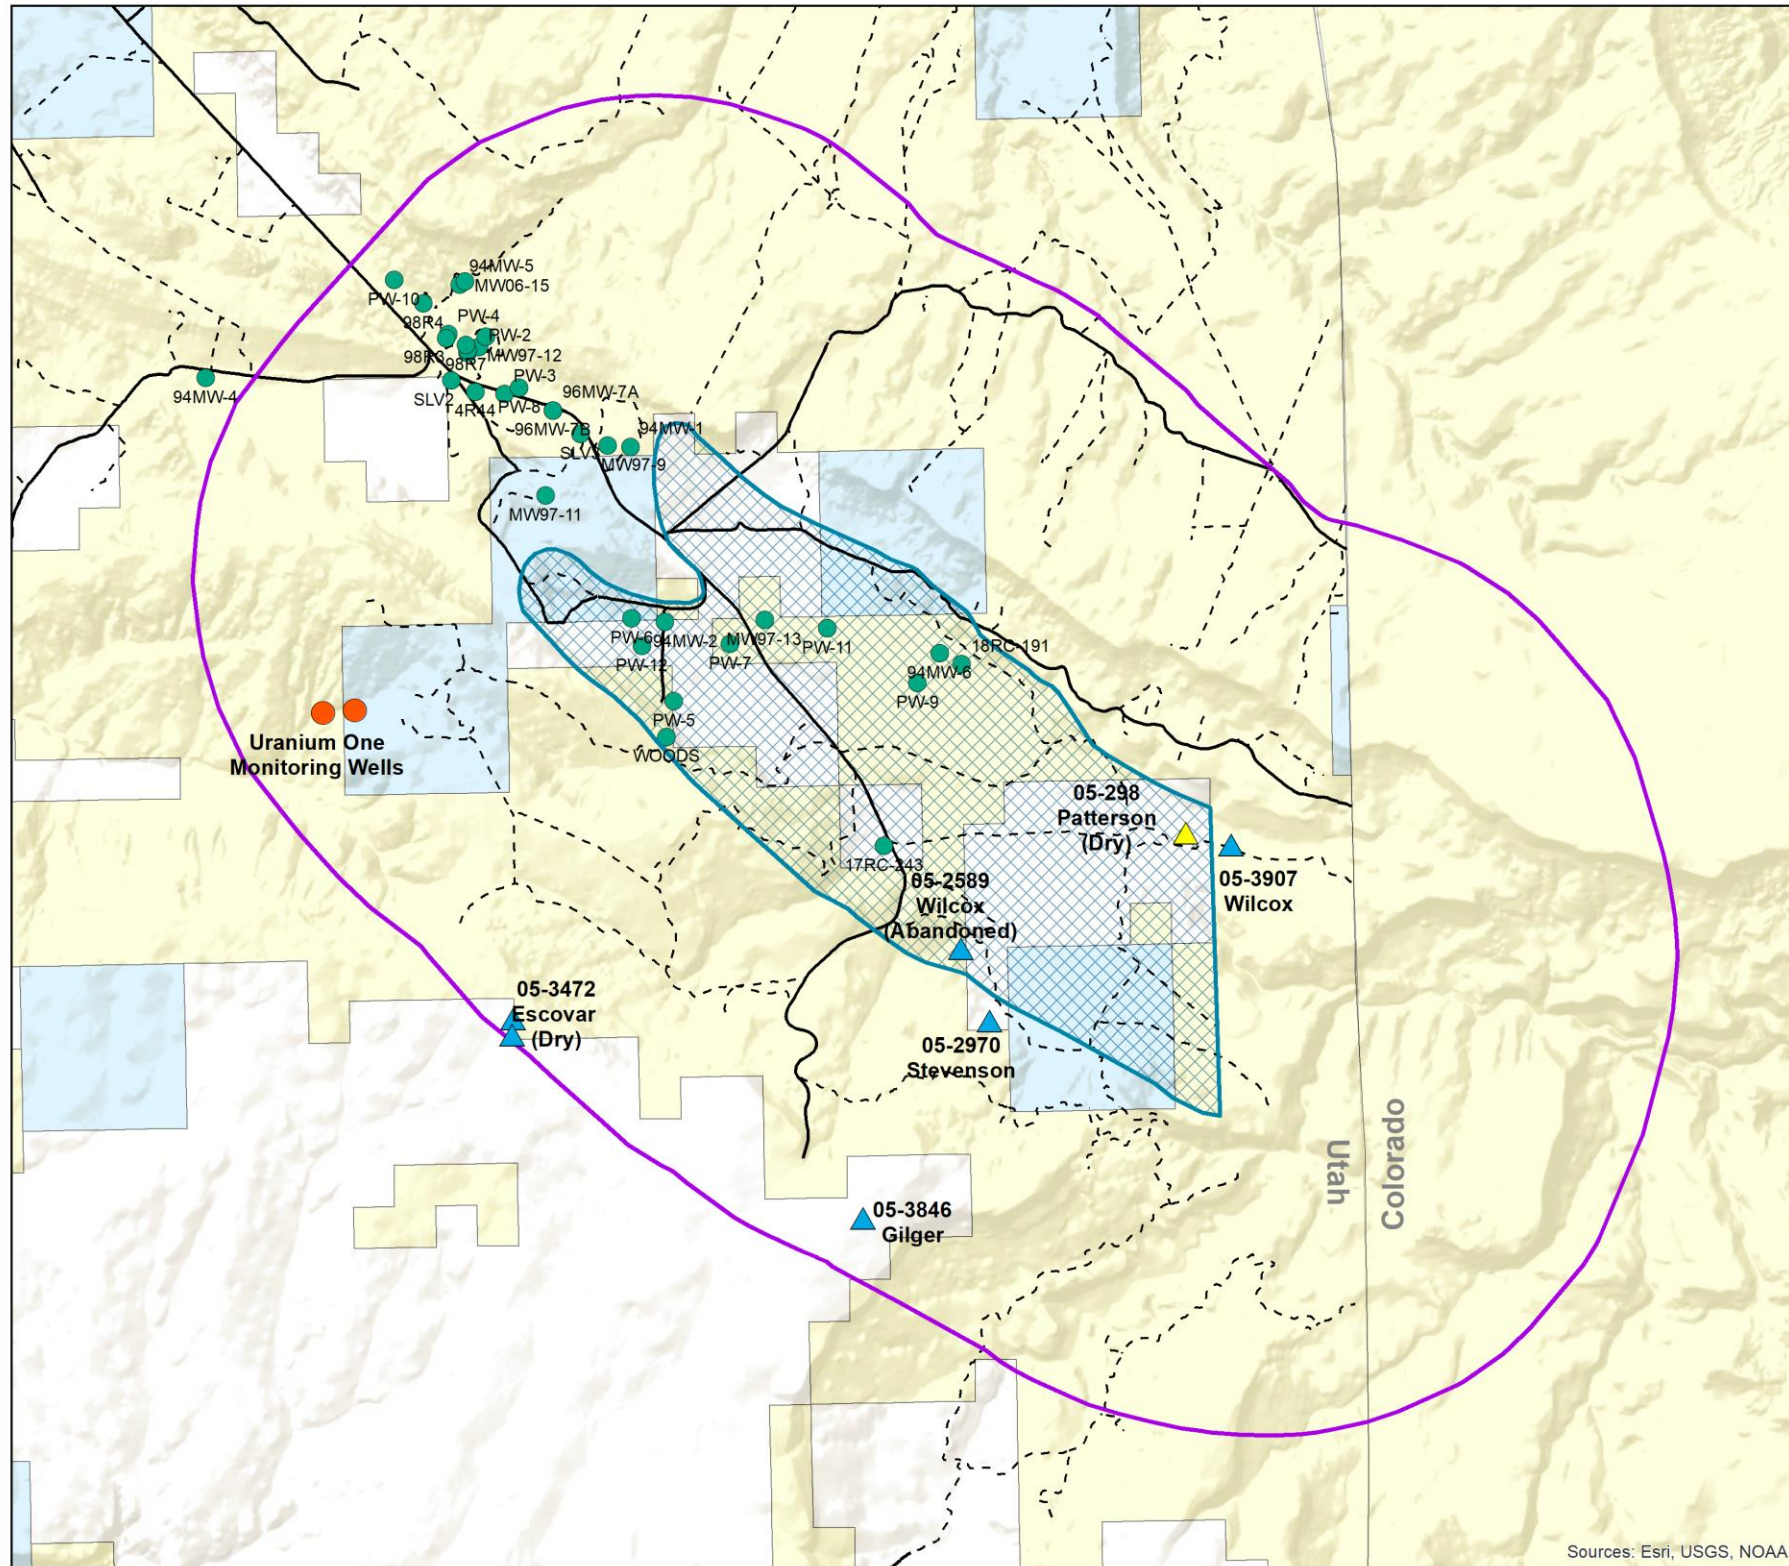 94MW-5
MW06-15
PW-10
98R4
PW-4
PW-2
98R3
98R7
MW97-12
94MW-4
PW-3
SLV2
4R44
PW-8
96MW-7A
96MW-7B
94MW-1
SLV3
MW97-9
MW97-11
PW-6
94MW-2
MW97-13
PW-11
PW-12
PW-7
18RC-191
94MW-6
PW-9
PW-5
WOODS
Uranium One
Monitoring Wells
05-298
Patterson
(Dry)
17RC-243
05-2589
Wilcox
(Abandoned)
05-3907
Wilcox
05-3472
Escovar
(Dry)
05-2970
Stevenson
Utah
Colorado
05-3846
Gilger
Sources: Esri, USGS, NOAA